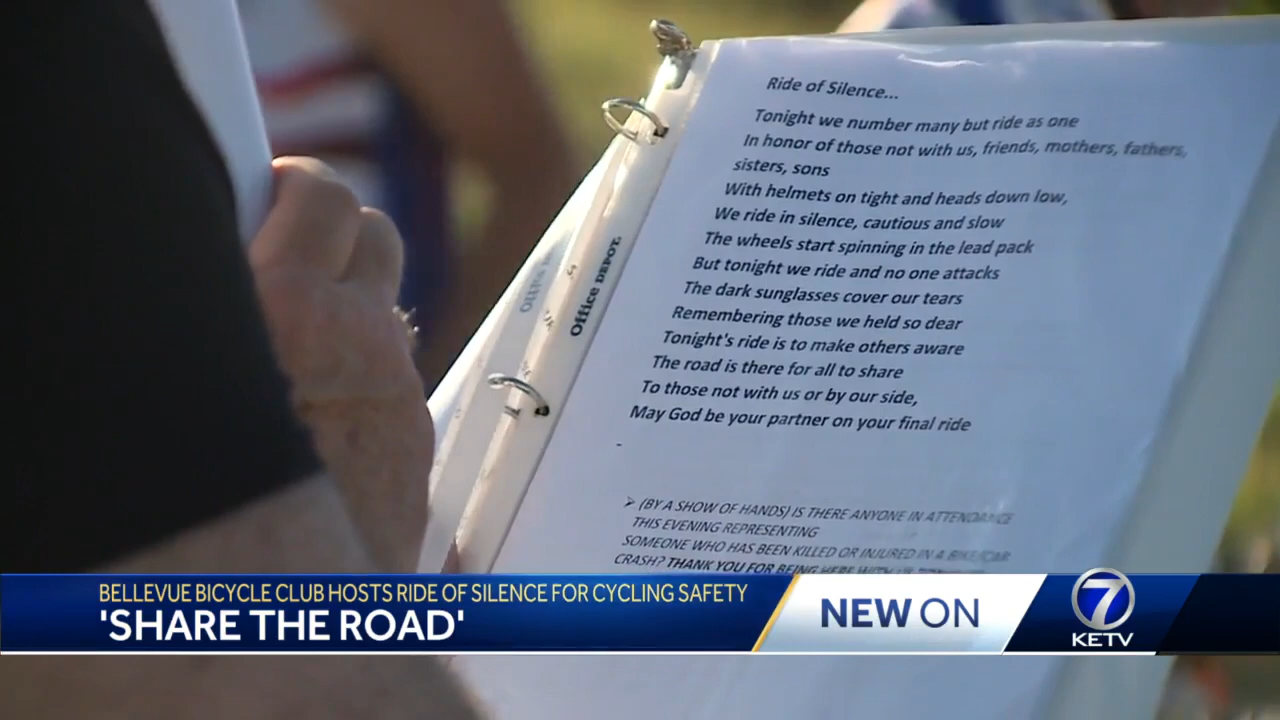 Ride of Silence...
Tonight we number many but ride as one
In honor of those not with us, friends, mothers, fathers,
sisters, sons
With helmets on tight and heads down low,
We ride in silence, cautious and slow
The wheels start spinning in the lead pack
But tonight we ride and no one attacks
The dark sunglasses cover our tears
Remembering those we held so dear
Tonight's ride is to make others aware
The road is there for all to share
To those not with us or by our side,
May God be your partner on your final ride
-
➢ (BY A SHOW OF HANDS) IS THERE ANYONE IN ATTENDANCE
THIS EVENING REPRESENTING
SOMEONE WHO HAS BEEN KILLED OR INJURED IN A BIKE/CAR
CRASH? THANK YOU FOR BEING HERE WITH US
Office DEPOT
BELLEVUE BICYCLE CLUB HOSTS RIDE OF SILENCE FOR CYCLING SAFETY
'SHARE THE ROAD'
NEW ON
7
KETV